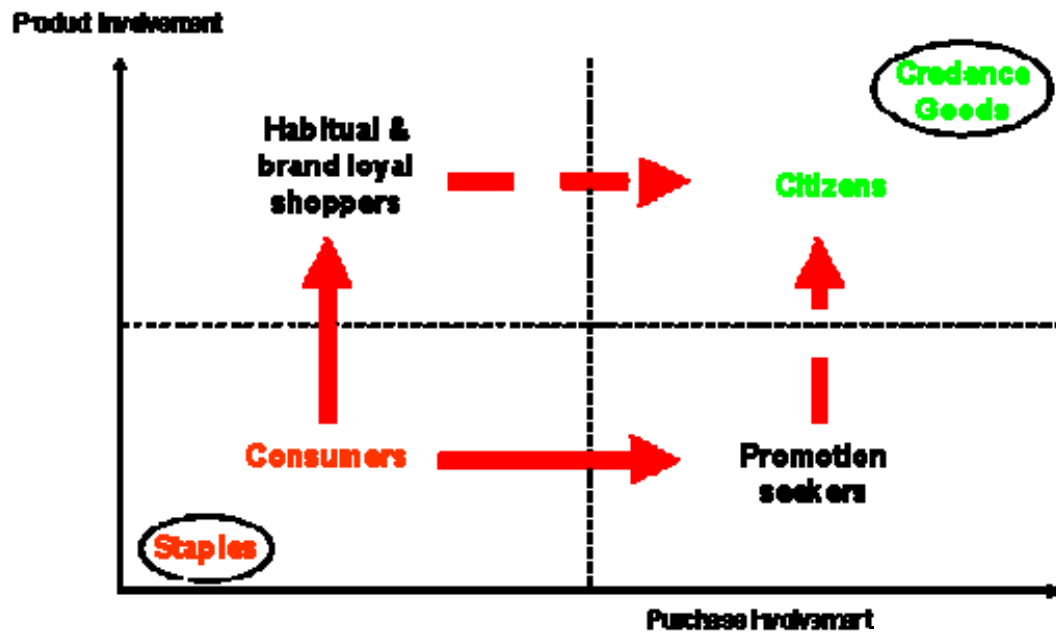 Product Involvement
Credence
Goods
Habitual &
brand loyal
shoppers
Citizens
Consumers
Promotion
seekers
Staples
Purchase Involvement